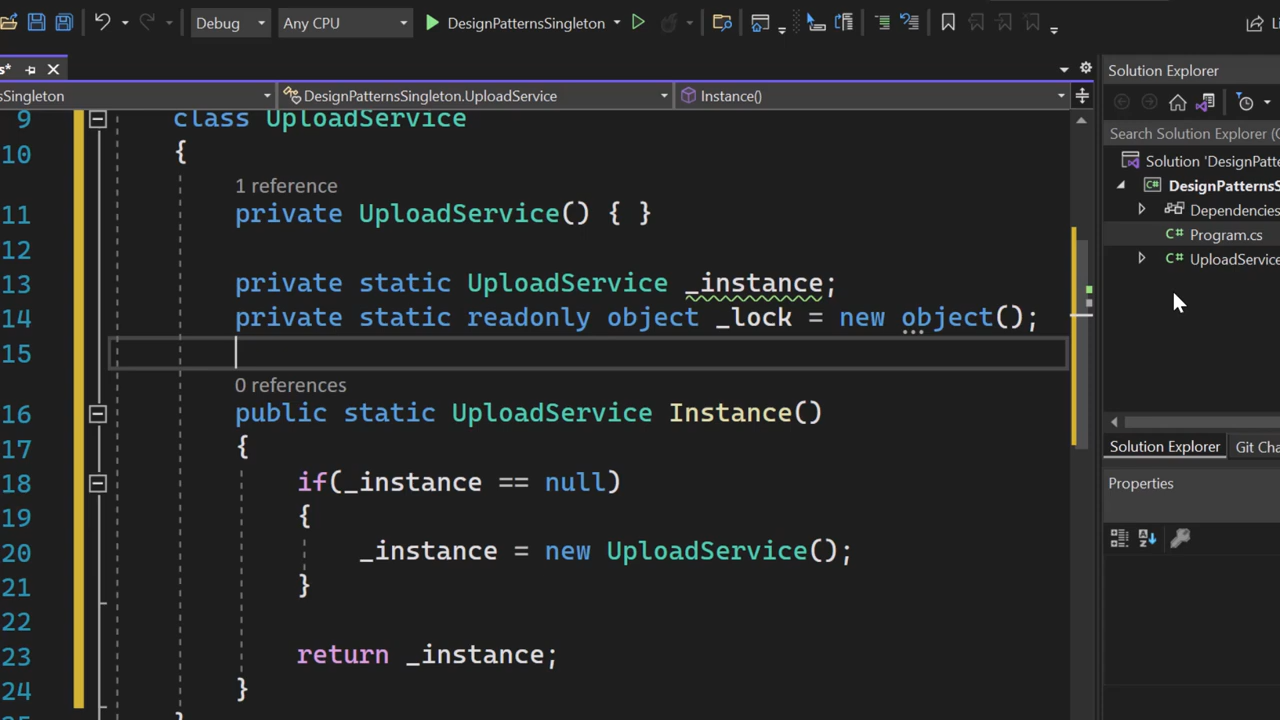 Debug Any CPU DesignPatternsSingleton
s*
sSingleton DesignPatternsSingleton.UploadService Instance()
Solution Explorer
Search Solution Explorer (C
Solution 'DesignPatte
DesignPatternsS
Dependencies
Program.cs
UploadService
Solution Explorer Git Cha
Properties
9 class UploadService
10 {
1 reference
11 private UploadService() { }
12
13 private static UploadService _instance;
14 private static readonly object _lock = new object();
15
0 references
16 public static UploadService Instance()
17 {
18 if(_instance == null)
19 {
20 _instance = new UploadService();
21 }
22
23 return _instance;
24 }